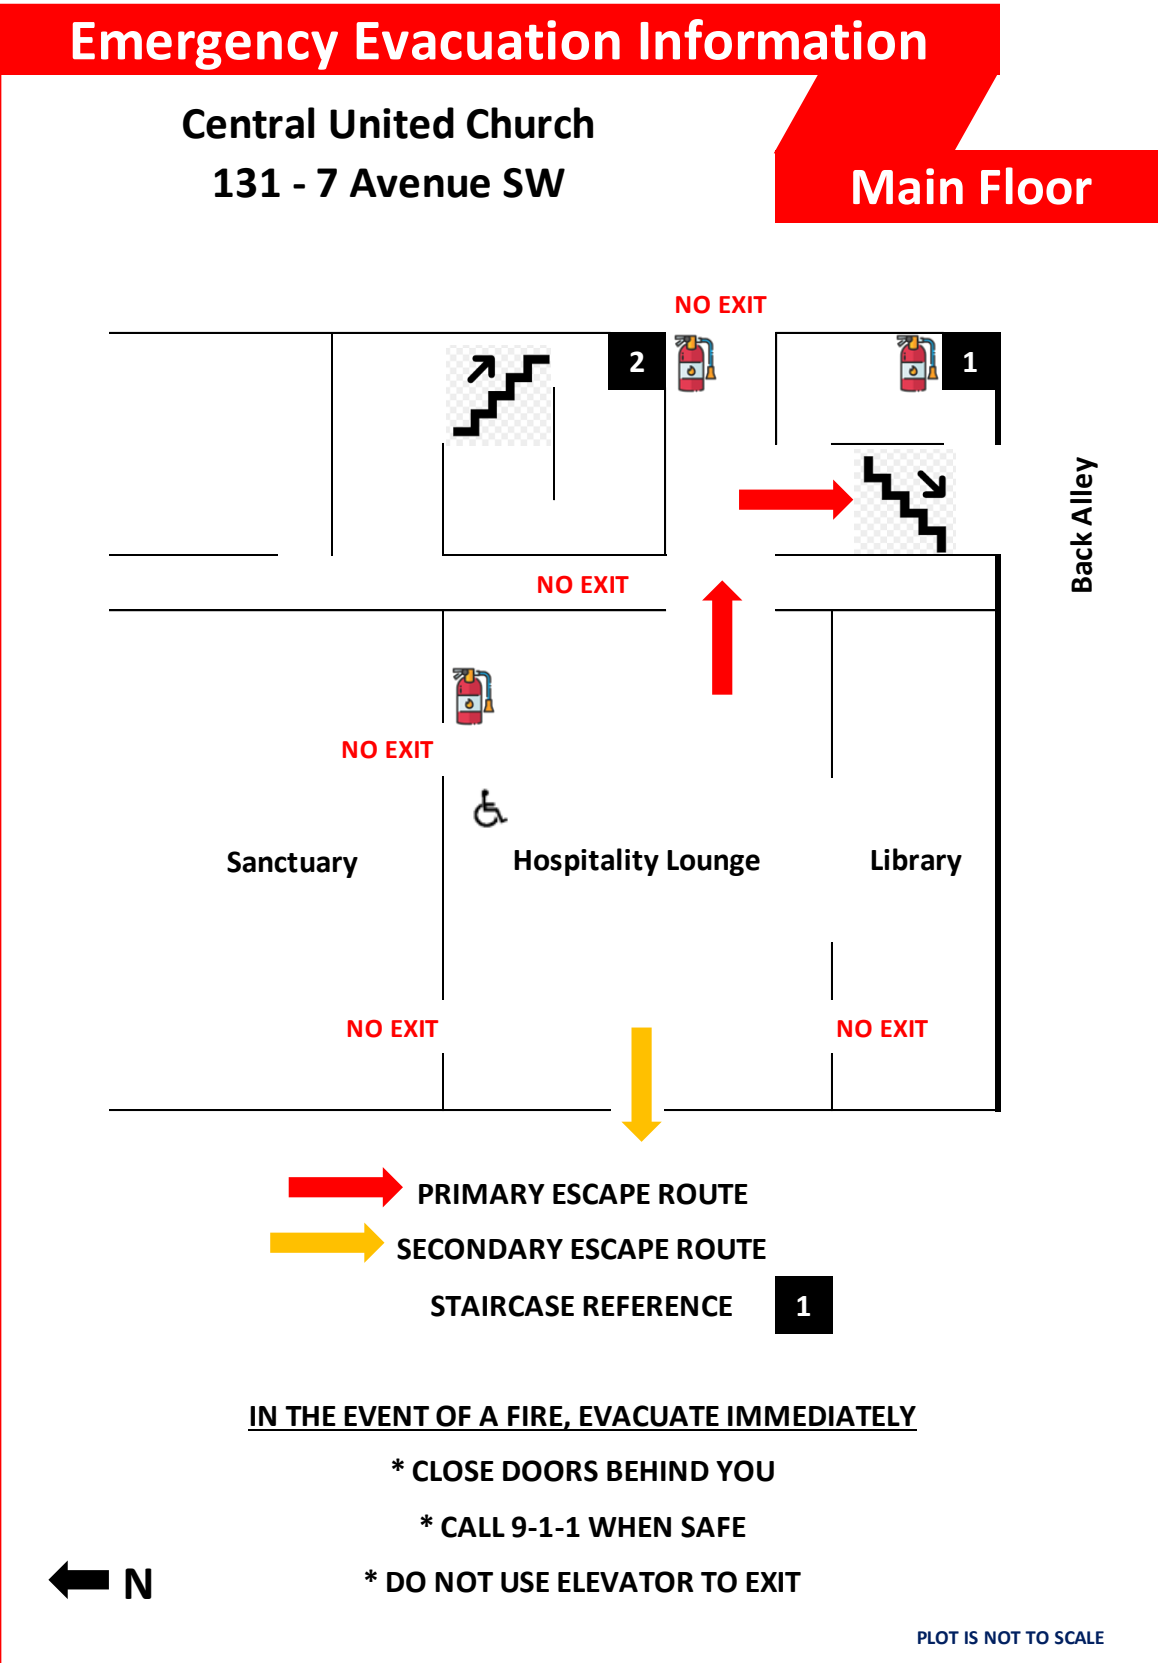 Emergency Evacuation Information
Central United Church
131 - 7 Avenue SW
Main Floor
NO EXIT
2
1
Back Alley
NO EXIT
NO EXIT
Sanctuary
Hospitality Lounge
Library
NO EXIT
NO EXIT
PRIMARY ESCAPE ROUTE
SECONDARY ESCAPE ROUTE
STAIRCASE REFERENCE 1
IN THE EVENT OF A FIRE, EVACUATE IMMEDIATELY
* CLOSE DOORS BEHIND YOU
* CALL 9-1-1 WHEN SAFE
* DO NOT USE ELEVATOR TO EXIT
N
PLOT IS NOT TO SCALE